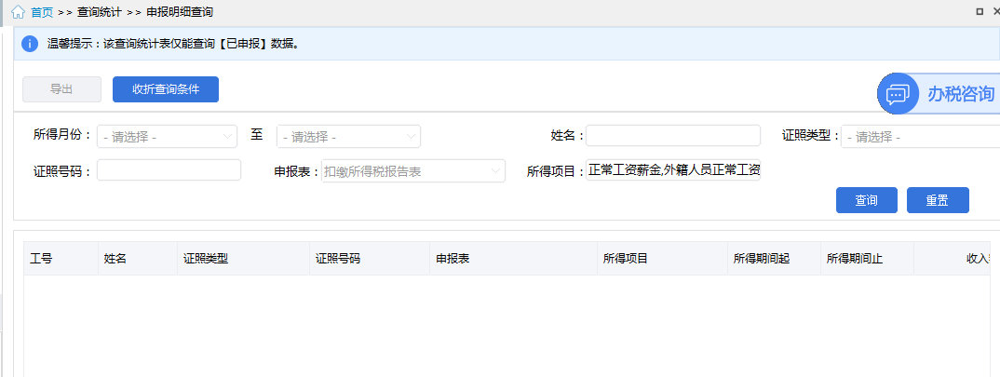 首页 >> 查询统计 >> 申报明细查询
温馨提示：该查询统计表仅能查询【已申报】数据。
导出 收折查询条件
办税咨询
所得月份： - 请选择 - 至 - 请选择 - 姓名： 证照类型： - 请选择 -
证照号码： 申报表： 扣缴所得税报告表 所得项目： 正常工资薪金,外籍人员正常工资
查询 重置
工号 姓名 证照类型 证照号码 申报表 所得项目 所得期间起 所得期间止 收入